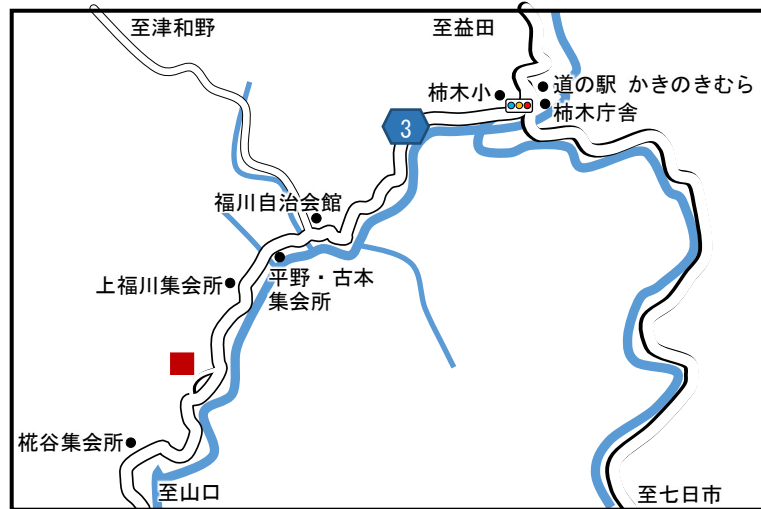 至津和野
至益田
道の駅 かきのきむら
柿木小
柿木庁舎
3
福川自治会館
上福川集会所
平野・古本
集会所
椛谷集会所
至山口
至七日市